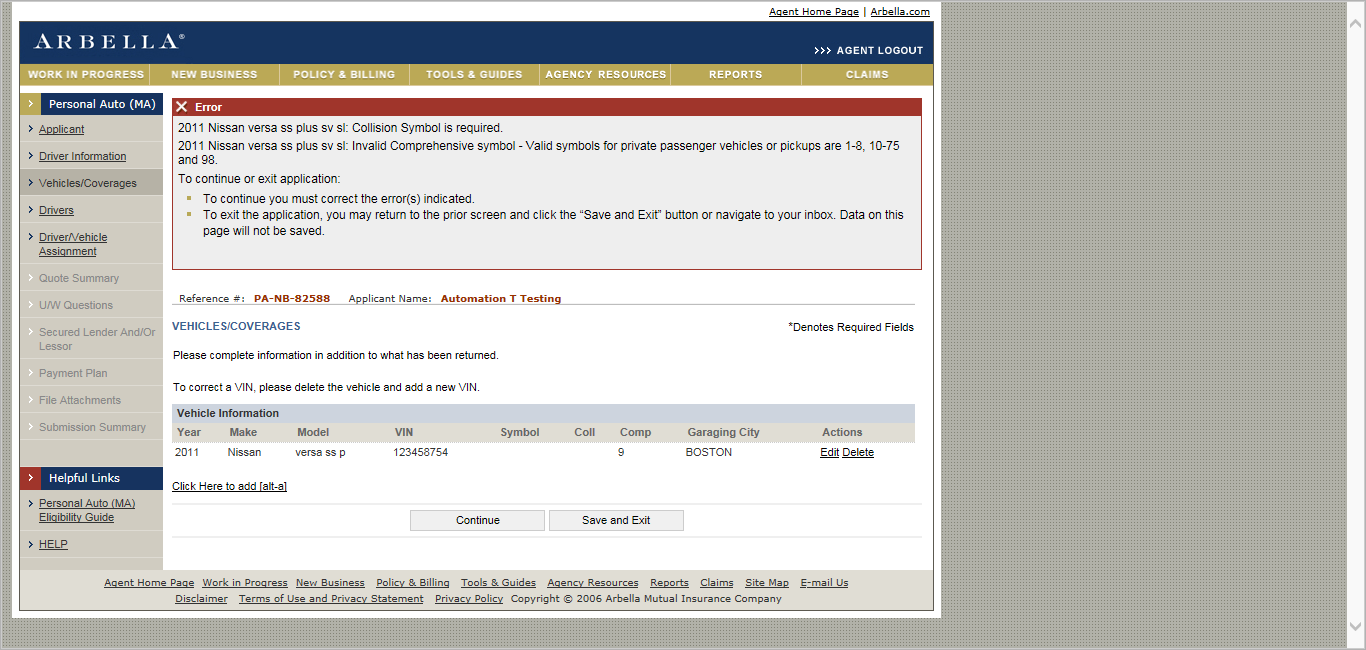 Agent Home Page | Arbella.com
ARBELLA®
>>> AGENT LOGOUT
WORK IN PROGRESS NEW BUSINESS POLICY & BILLING TOOLS & GUIDES AGENCY RESOURCES REPORTS CLAIMS
Personal Auto (MA)
Applicant
Driver Information
Vehicles/Coverages
Drivers
Driver/Vehicle
Assignment
Quote Summary
U/W Questions
Secured Lender And/Or
Lessor
Payment Plan
File Attachments
Submission Summary
Helpful Links
Personal Auto (MA)
Eligibility Guide
HELP
Error
2011 Nissan versa ss plus sv sl: Collision Symbol is required.
2011 Nissan versa ss plus sv sl: Invalid Comprehensive symbol - Valid symbols for private passenger vehicles or pickups are 1-8, 10-75
and 98.
To continue or exit application:
To continue you must correct the error(s) indicated.
To exit the application, you may return to the prior screen and click the “Save and Exit” button or navigate to your inbox. Data on this
page will not be saved.
Reference #: PA-NB-82588 Applicant Name: Automation T Testing
VEHICLES/COVERAGES
*Denotes Required Fields
Please complete information in addition to what has been returned.
To correct a VIN, please delete the vehicle and add a new VIN.
Vehicle Information
Year Make Model VIN Symbol Coll Comp Garaging City Actions
2011 Nissan versa ss p 123458754 9 BOSTON Edit Delete
Click Here to add [alt-a]
Continue Save and Exit
Agent Home Page Work in Progress New Business Policy & Billing Tools & Guides Agency Resources Reports Claims Site Map E-mail Us
Disclaimer Terms of Use and Privacy Statement Privacy Policy Copyright © 2006 Arbella Mutual Insurance Company